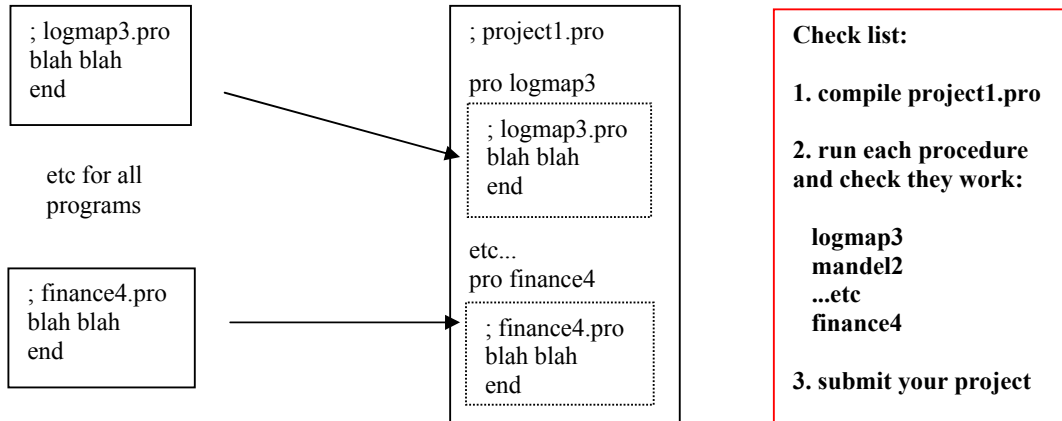 ; logmap3.pro
blah blah
end
etc for all
programs
; finance4.pro
blah blah
end
; project1.pro
pro logmap3
; logmap3.pro
blah blah
end
etc...
pro finance4
; finance4.pro
blah blah
end
Check list:
1. compile project1.pro
2. run each procedure
and check they work:
logmap3
mandel2
...etc
finance4
3. submit your project